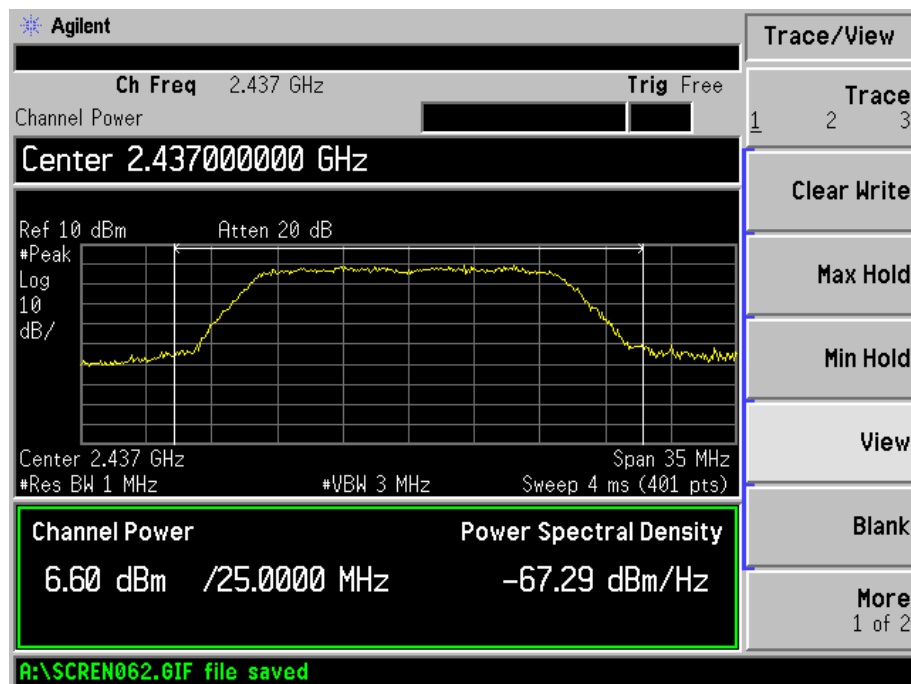 Agilent
Trace/View
Ch Freq 2.437 GHz Trig Free
Channel Power
Trace
1 2 3
Center 2.437000000 GHz
Clear Write
Ref 10 dBm Atten 20 dB
#Peak
Log
10
dB/
Max Hold
Min Hold
View
Center 2.437 GHz Span 35 MHz
#Res BW 1 MHz #VBW 3 MHz Sweep 4 ms (401 pts)
Channel Power Power Spectral Density
6.60 dBm /25.0000 MHz -67.29 dBm/Hz
Blank
More
1 of 2
A:\SCREN062.GIF file saved